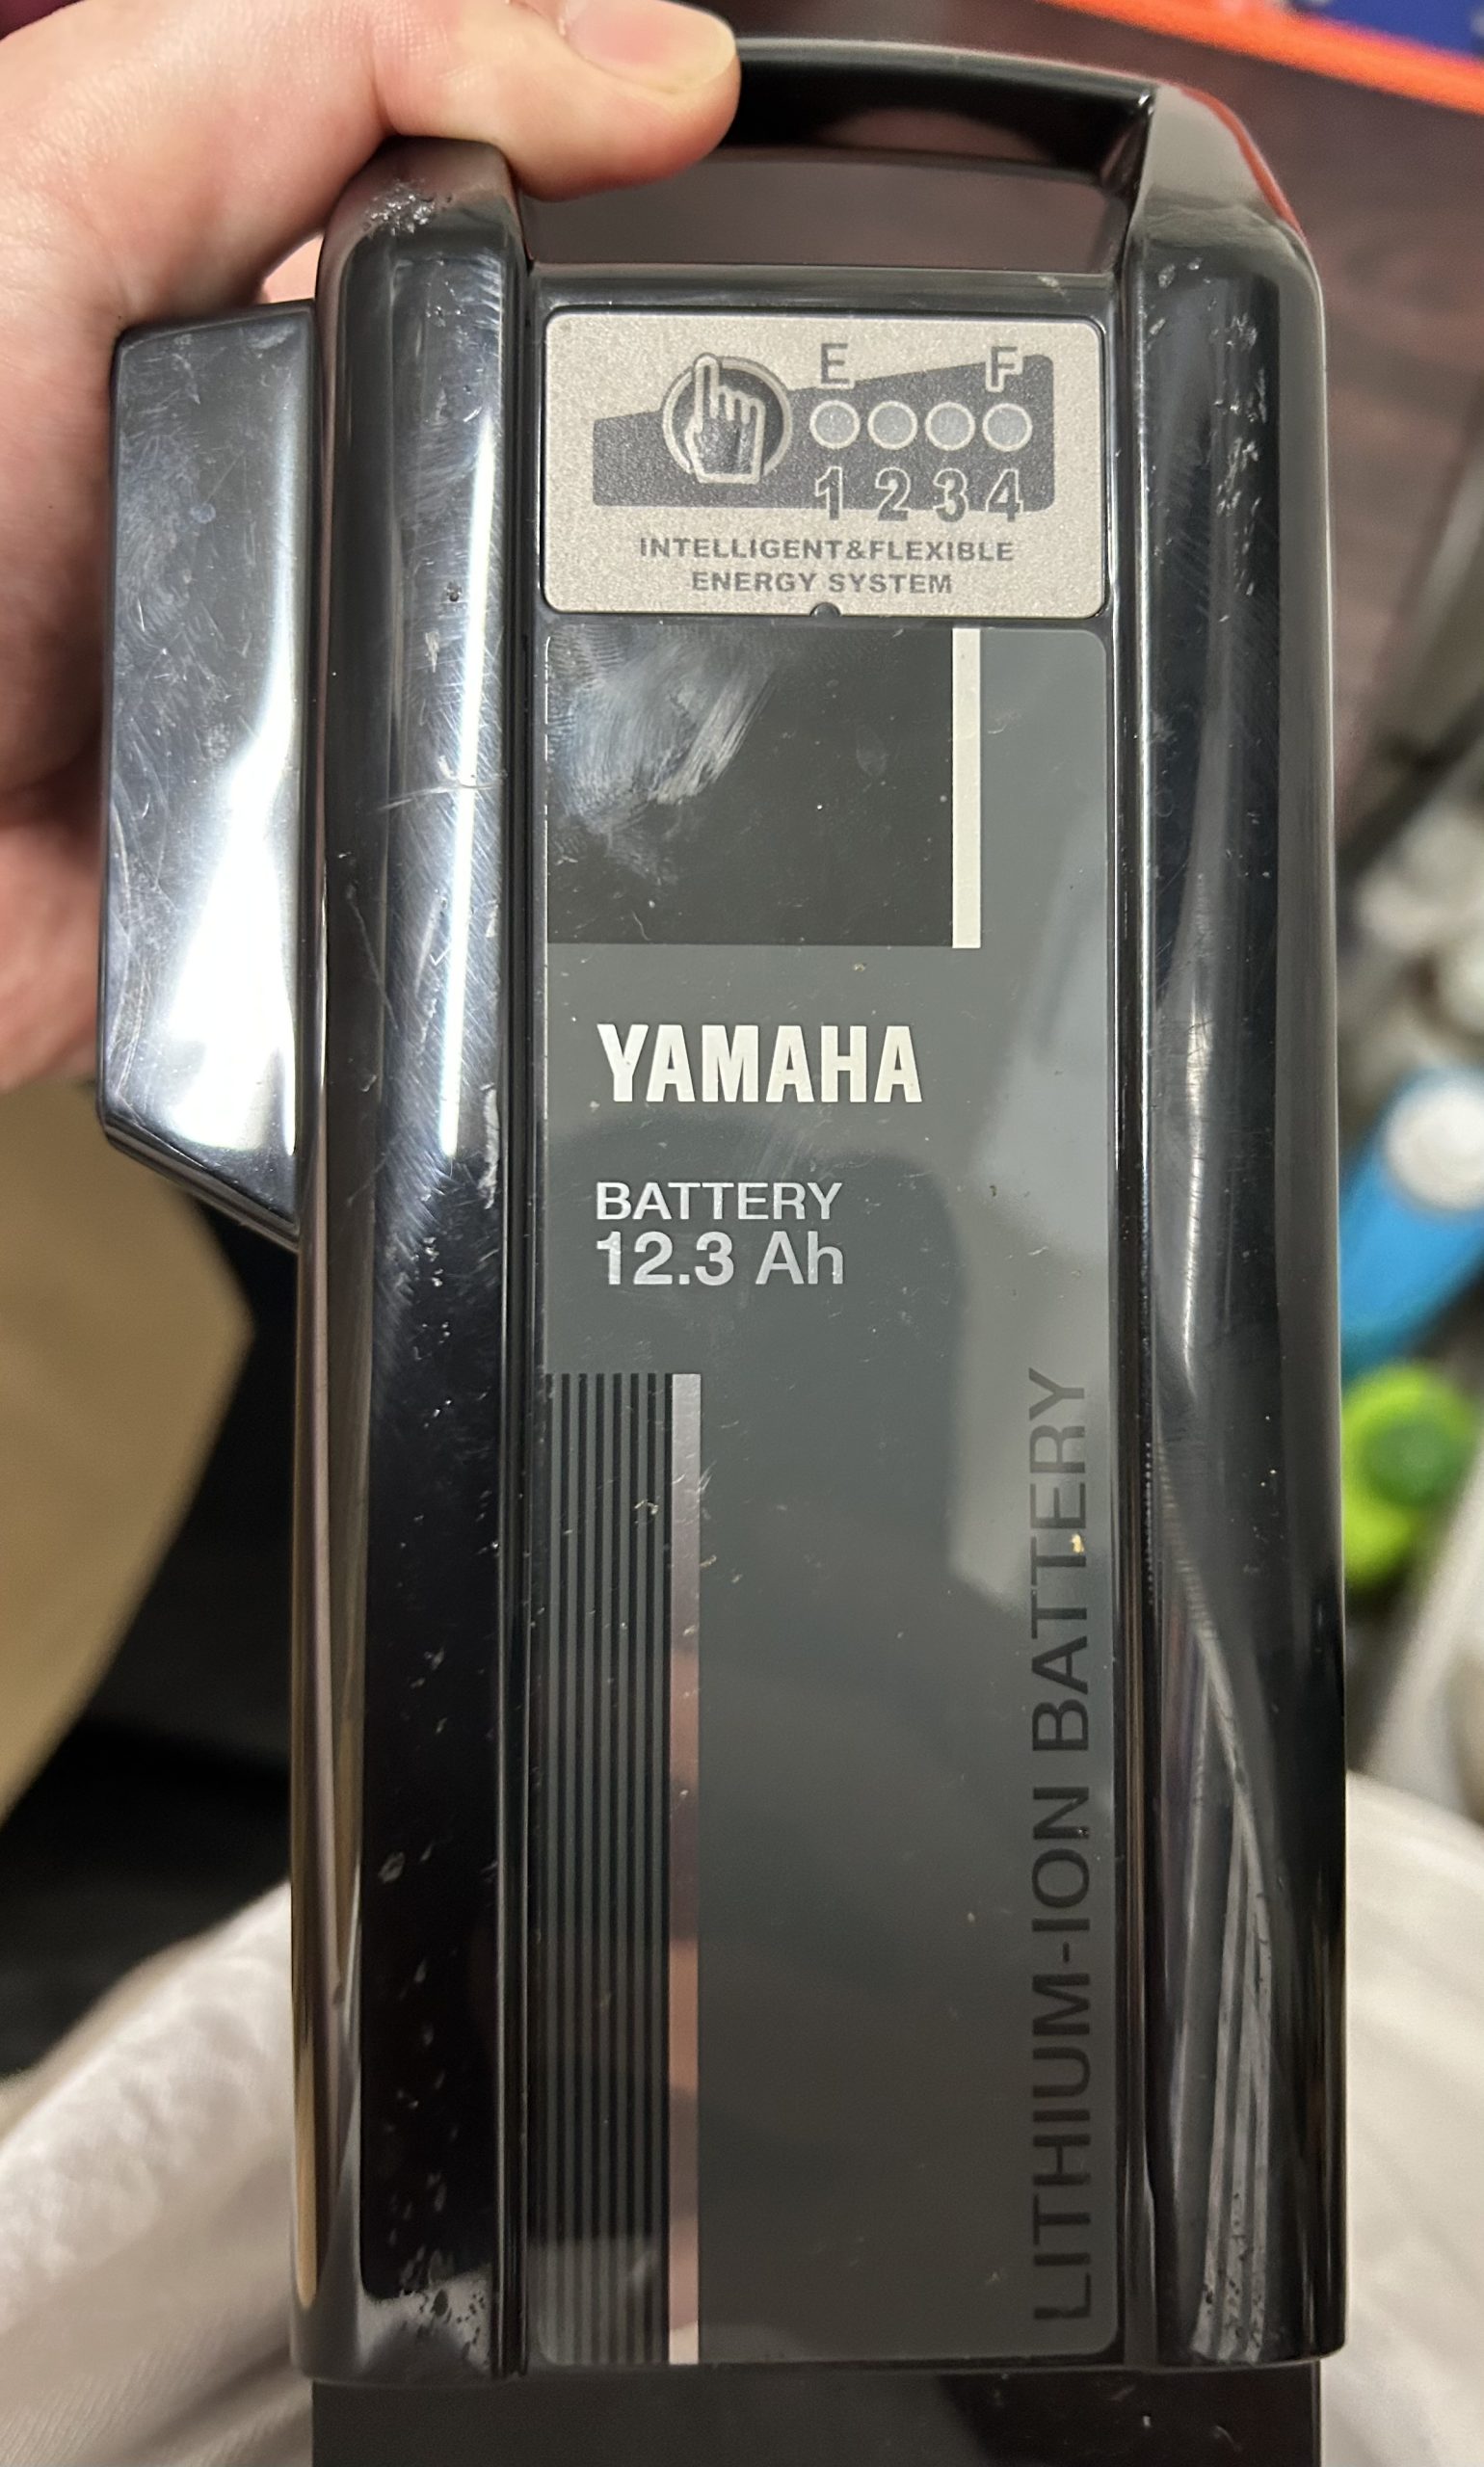 E F
1 2 3 4
INTELLIGENT&FLEXIBLE
ENERGY SYSTEM
YAMAHA
BATTERY
12.3 Ah
LITHIUM-ION BATTERY